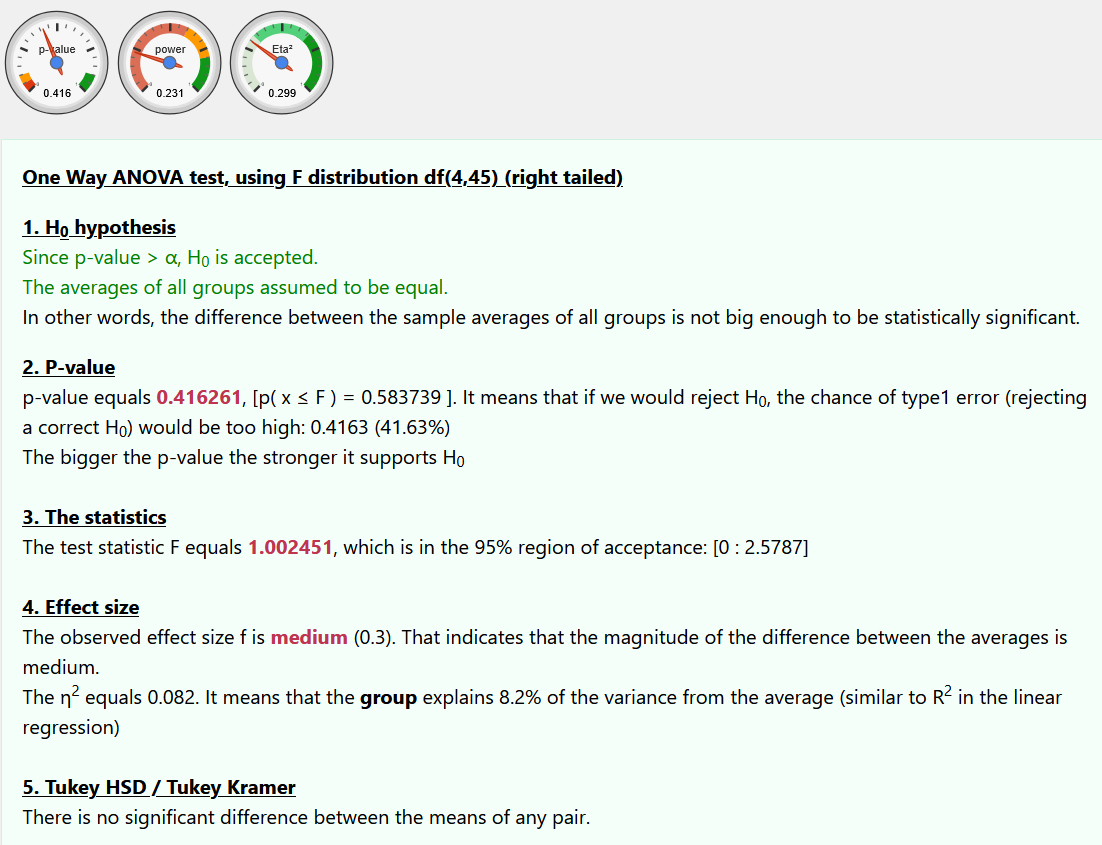 p-value
power
Eta²
0.416
0.231
0.299
One Way ANOVA test, using F distribution df(4,45) (right tailed)
1. H₀ hypothesis
Since p-value > α, H₀ is accepted.
The averages of all groups assumed to be equal.
In other words, the difference between the sample averages of all groups is not big enough to be statistically significant.
2. P-value
p-value equals 0.416261, [p( x ≤ F ) = 0.583739 ]. It means that if we would reject H₀, the chance of type1 error (rejecting
a correct H₀) would be too high: 0.4163 (41.63%)
The bigger the p-value the stronger it supports H₀
3. The statistics
The test statistic F equals 1.002451, which is in the 95% region of acceptance: [0 : 2.5787]
4. Effect size
The observed effect size f is medium (0.3). That indicates that the magnitude of the difference between the averages is
medium.
The η² equals 0.082. It means that the group explains 8.2% of the variance from the average (similar to R² in the linear
regression)
5. Tukey HSD / Tukey Kramer
There is no significant difference between the means of any pair.